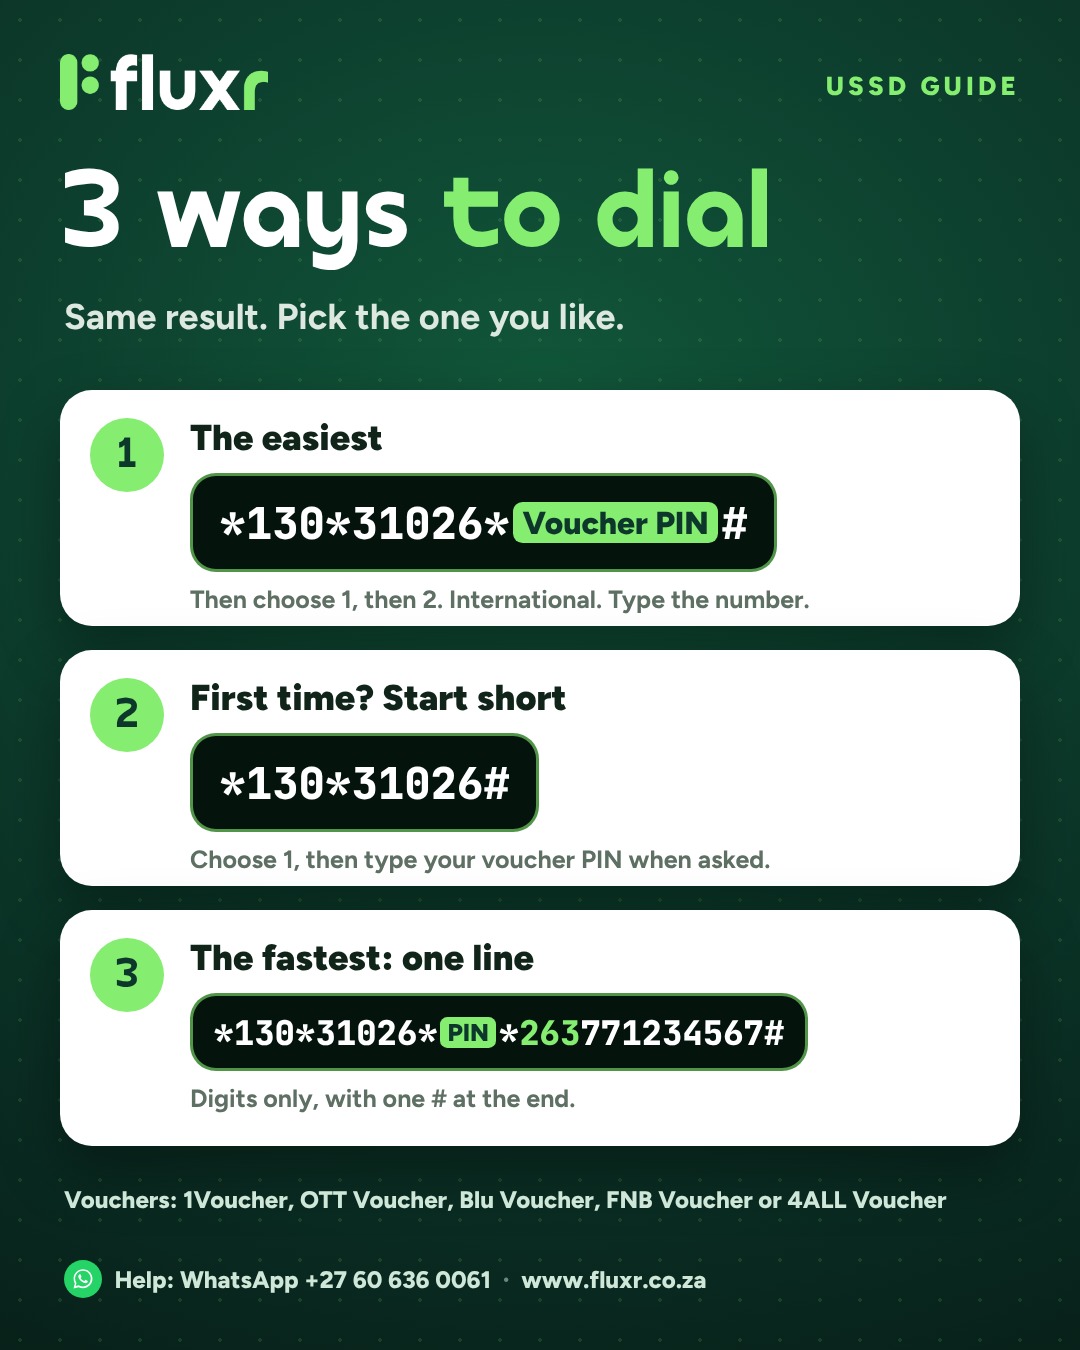 fluxr
USSD GUIDE
3 ways to dial
Same result. Pick the one you like.
1
The easiest
*130*31026*Voucher PIN#
Then choose 1, then 2. International. Type the number.
2
First time? Start short
*130*31026#
Choose 1, then type your voucher PIN when asked.
3
The fastest: one line
*130*31026*PIN*263771234567#
Digits only, with one # at the end.
Vouchers: 1Voucher, OTT Voucher, Blu Voucher, FNB Voucher or 4ALL Voucher
Help: WhatsApp +27 60 636 0061 · www.fluxr.co.za